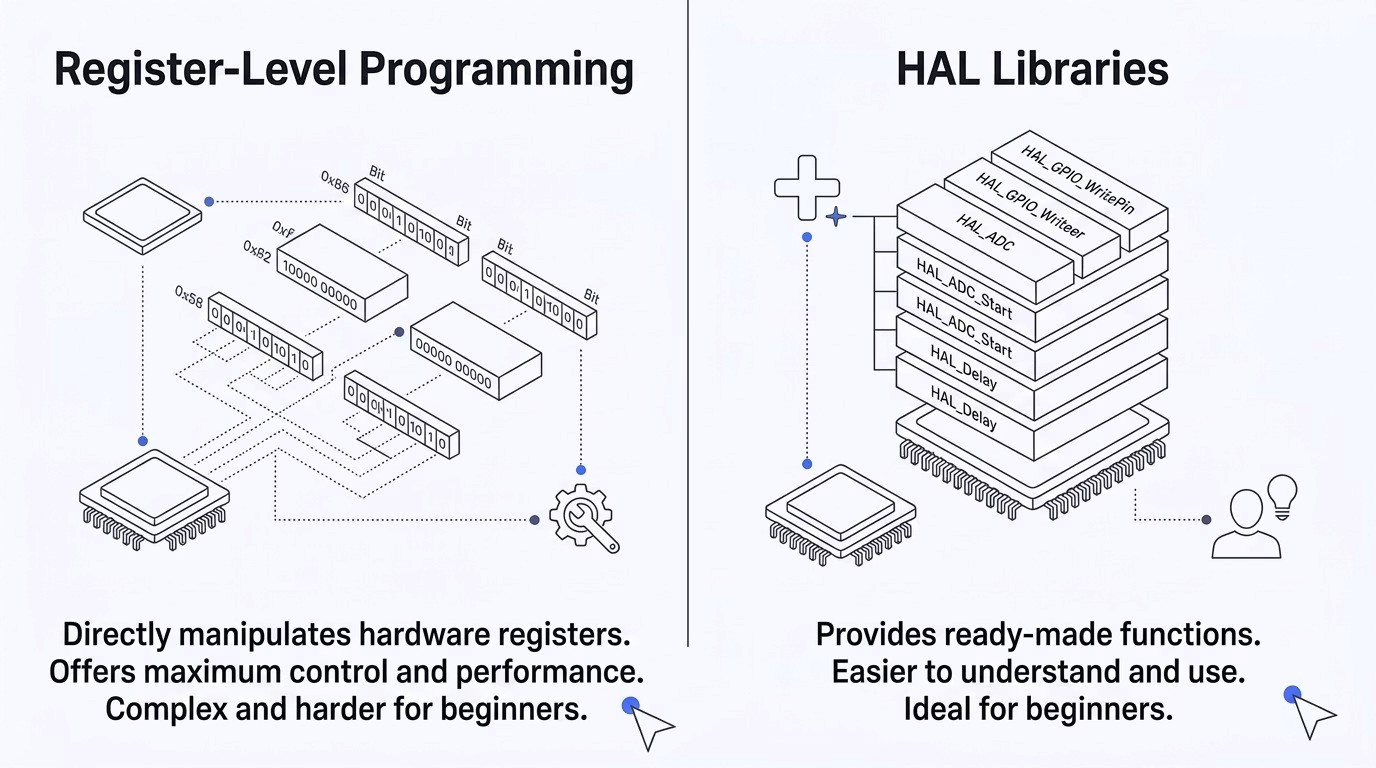 Register-Level Programming
HAL Libraries
Bit
0xB6
Bit
0xF
0x82
10000 00000
Bit
Bit
0x58
00000 00000
HAL_GPIO_WritePin
HAL_GPIO_Writeer
HAL_ADC
HAL_ADC_Start
HAL_ADC_Start
HAL_Delay
HAL_Delay
Directly manipulates hardware registers.
Offers maximum control and performance.
Complex and harder for beginners.
Provides ready-made functions.
Easier to understand and use.
Ideal for beginners.